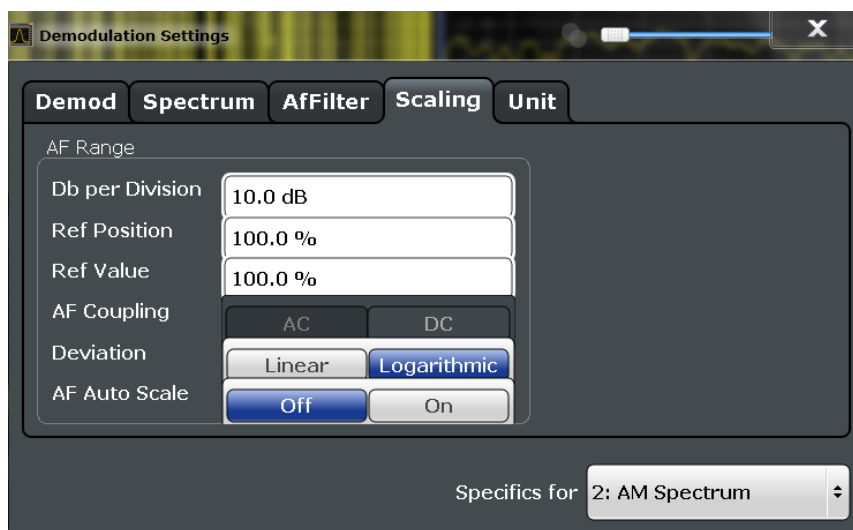 Demodulation Settings
X
Demod Spectrum AfFilter Scaling Unit
AF Range
Db per Division 10.0 dB
Ref Position 100.0 %
Ref Value 100.0 %
AF Coupling AC DC
Deviation Linear Logarithmic
AF Auto Scale Off On
Specifics for 2: AM Spectrum